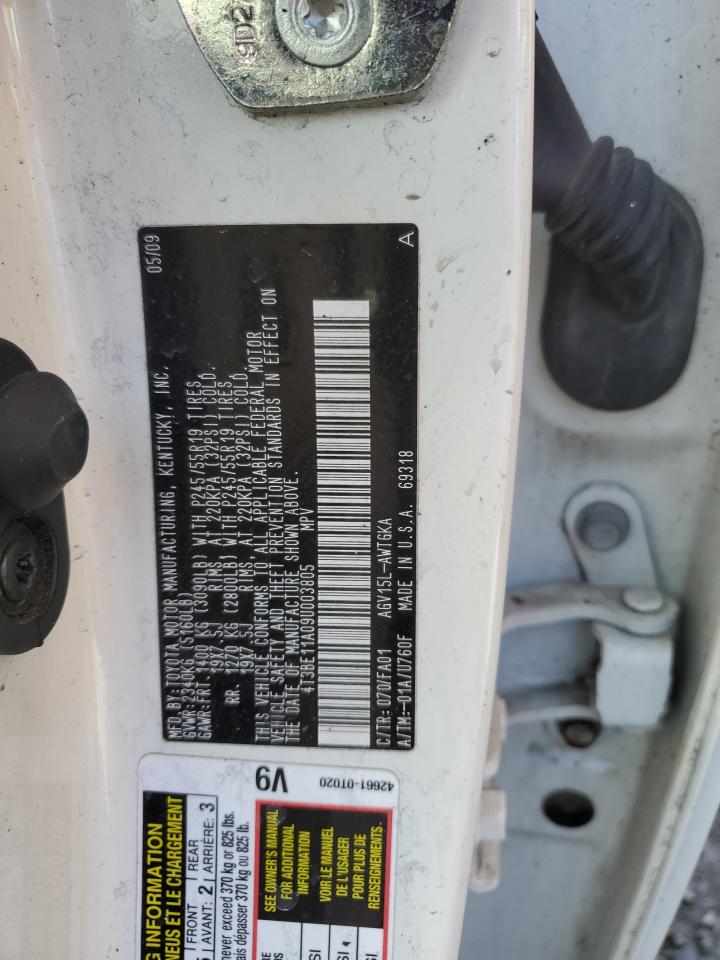 05/09
MFD. BY: TOYOTA MOTOR MANUFACTURING, KENTUCKY, INC.
GVWR: 2340KG (5160LB)
GAWR: FRT. 1400 KG (3090LB) WITH P245/55R19 TIRES
19X7 5J RIMS, AT 220KPA (32PSI) COLD.
RR. 1270 KG (2800LB) WITH P245/55R19 TIRES
19X7 5J RIMS, AT 220KPA (32PSI) COLD.
THIS VEHICLE CONFORMS TO ALL APPLICABLE FEDERAL MOTOR
VEHICLE SAFETY AND THEFT PREVENTION STANDARDS IN EFFECT ON
THE DATE OF MANUFACTURE SHOWN ABOVE.
4T3BE11A09U003805 MPV
C/TR: 070/FA01 AGV15L-AWTGKA
A/TM:-01A/U760F MADE IN U.S.A. 69318
A
INFORMATION
NEUS ET LE CHARGEMENT
FRONT
AVANT: 2
REAR
ARRIÈRE: 3
never exceed 370 kg or 825 lbs.
dépasser 370 kg ou 825 lb.
V9
42661-0T020
SEE OWNER'S MANUAL
FOR ADDITIONAL
INFORMATION
VOIR LE MANUEL
DE L'USAGER
POUR PLUS DE
RENSEIGNEMENTS.